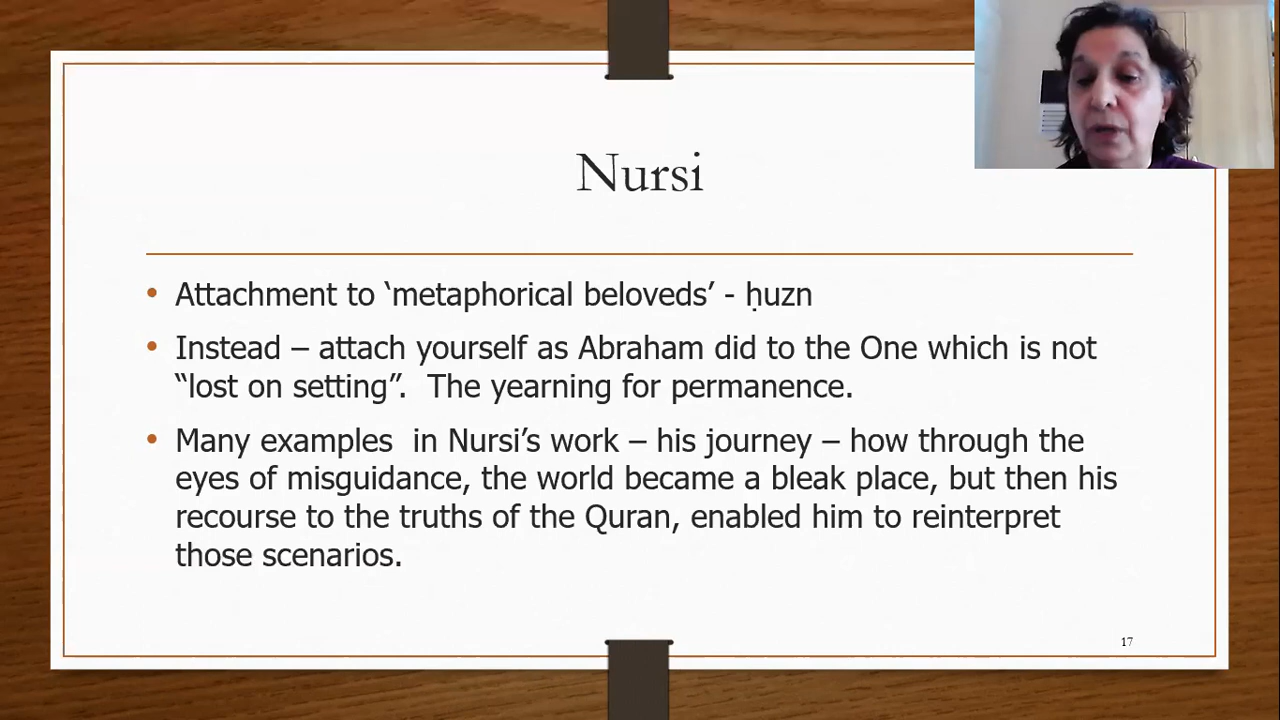 Nursi
• Attachment to ‘metaphorical beloveds’ - ḥuzn
• Instead – attach yourself as Abraham did to the One which is not
“lost on setting”.  The yearning for permanence.
• Many examples  in Nursi’s work – his journey – how through the
eyes of misguidance, the world became a bleak place, but then his
recourse to the truths of the Quran, enabled him to reinterpret
those scenarios.
17